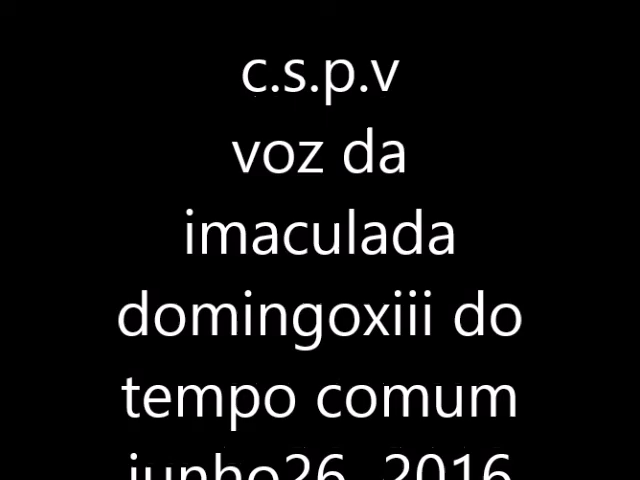 c.s.p.v
voz da
imaculada
domingoxiii do
tempo comum
junho26 2016